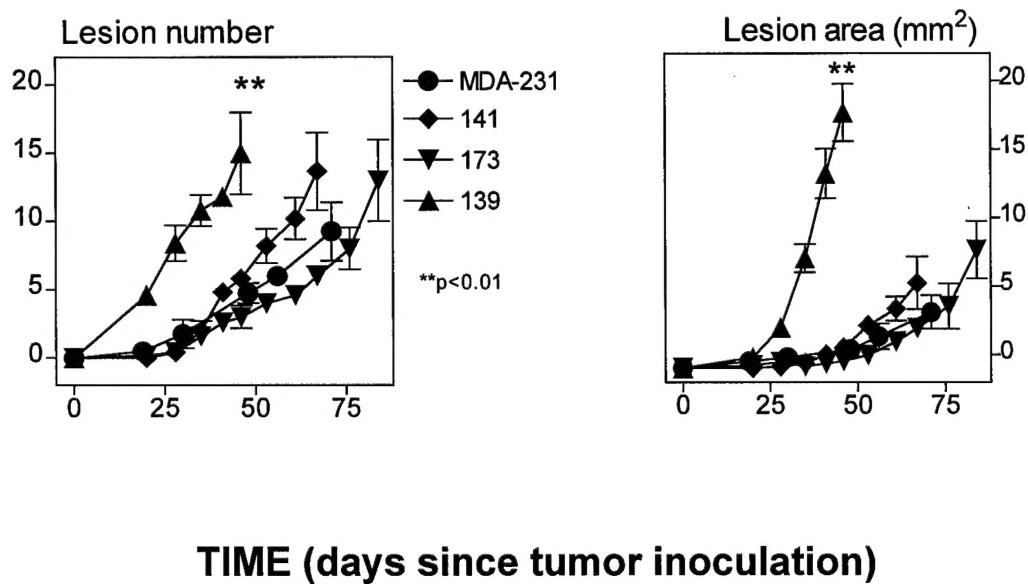 Lesion number
20
15
10
5
0
0 25 50 75
**
MDA-231
141
173
139
**p<0.01
Lesion area (mm²)
20
15
10
5
0
0 25 50 75
**
TIME (days since tumor inoculation)